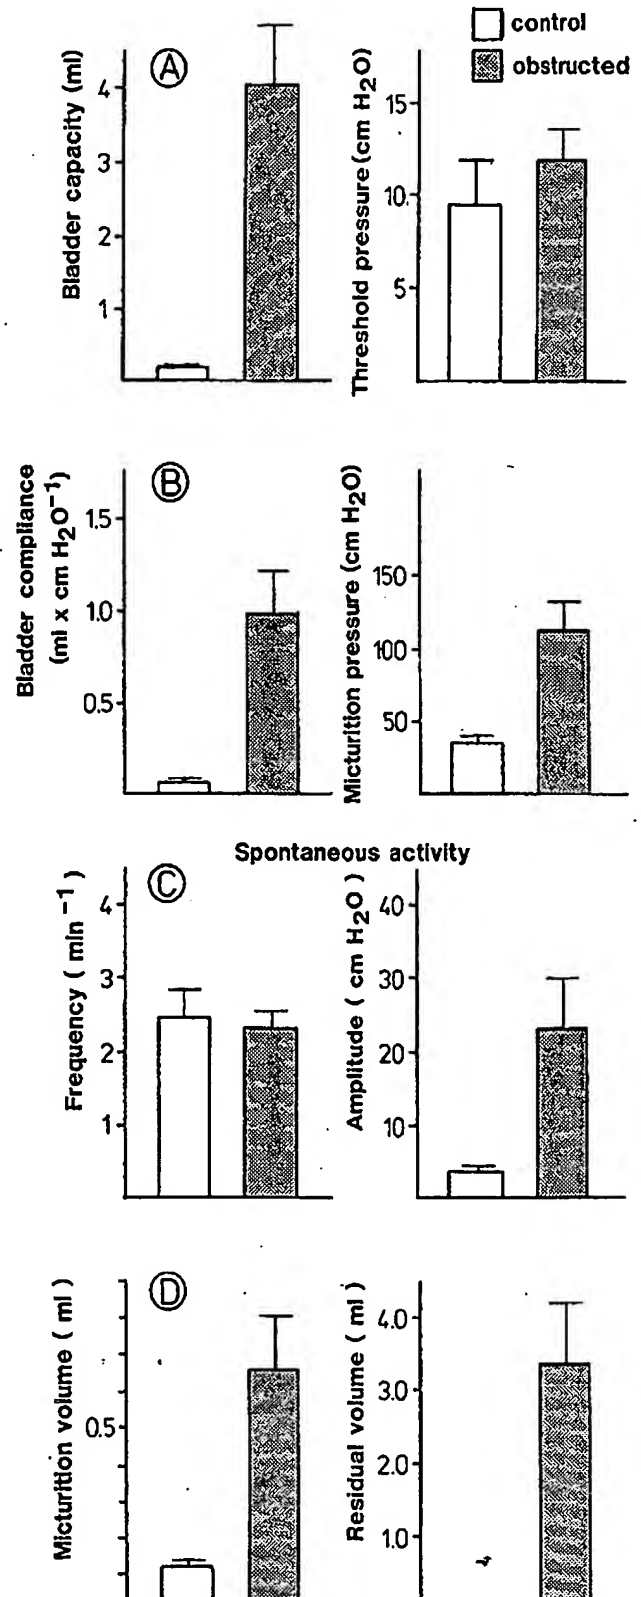 control
obstructed
A
Bladder capacity (ml)
4
3
2
1
Threshold pressure (cm H2O)
15
10
5
B
Bladder compliance
(ml x cm H2O−1)
1.5
1.0
0.5
Micturition pressure (cm H2O)
150
100
50
Spontaneous activity
C
Frequency ( min−1 )
4
3
2
1
Amplitude ( cm H2O )
40
30
20
10
D
Micturition volume ( ml )
0.5
Residual volume ( ml )
4.0
3.0
2.0
1.0